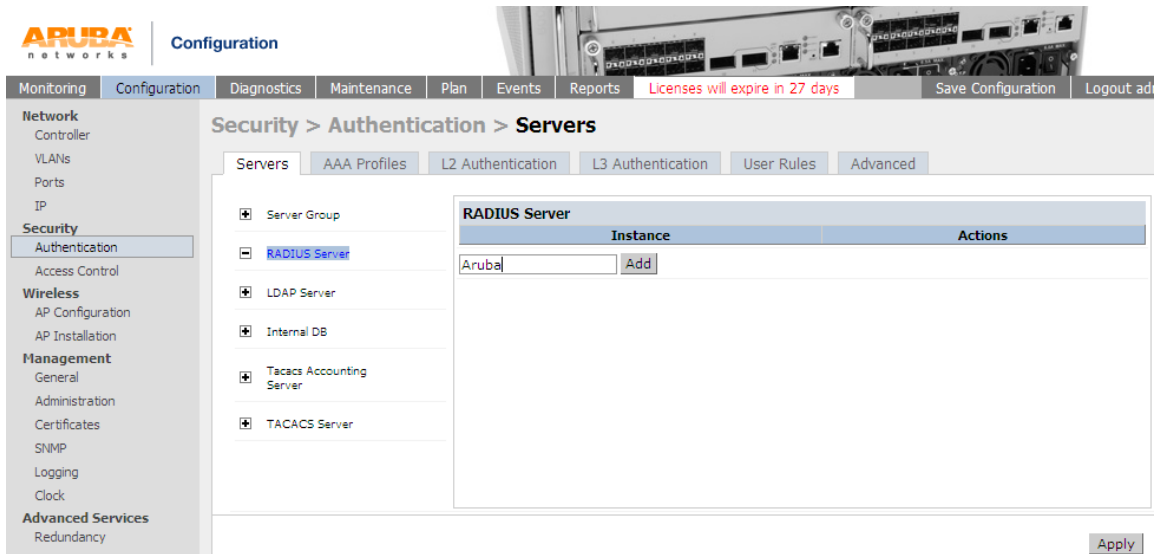 ARUBA
networks
Configuration
Monitoring Configuration Diagnostics Maintenance Plan Events Reports Licenses will expire in 27 days Save Configuration Logout adr
Network
Controller
VLANs
Ports
IP
Security
Authentication
Access Control
Wireless
AP Configuration
AP Installation
Management
General
Administration
Certificates
SNMP
Logging
Clock
Advanced Services
Redundancy
Security > Authentication > Servers
Servers AAA Profiles L2 Authentication L3 Authentication User Rules Advanced
Server Group
RADIUS Server
LDAP Server
Internal DB
Tacacs Accounting
Server
TACACS Server
RADIUS Server
Instance Actions
Aruba Add
Apply